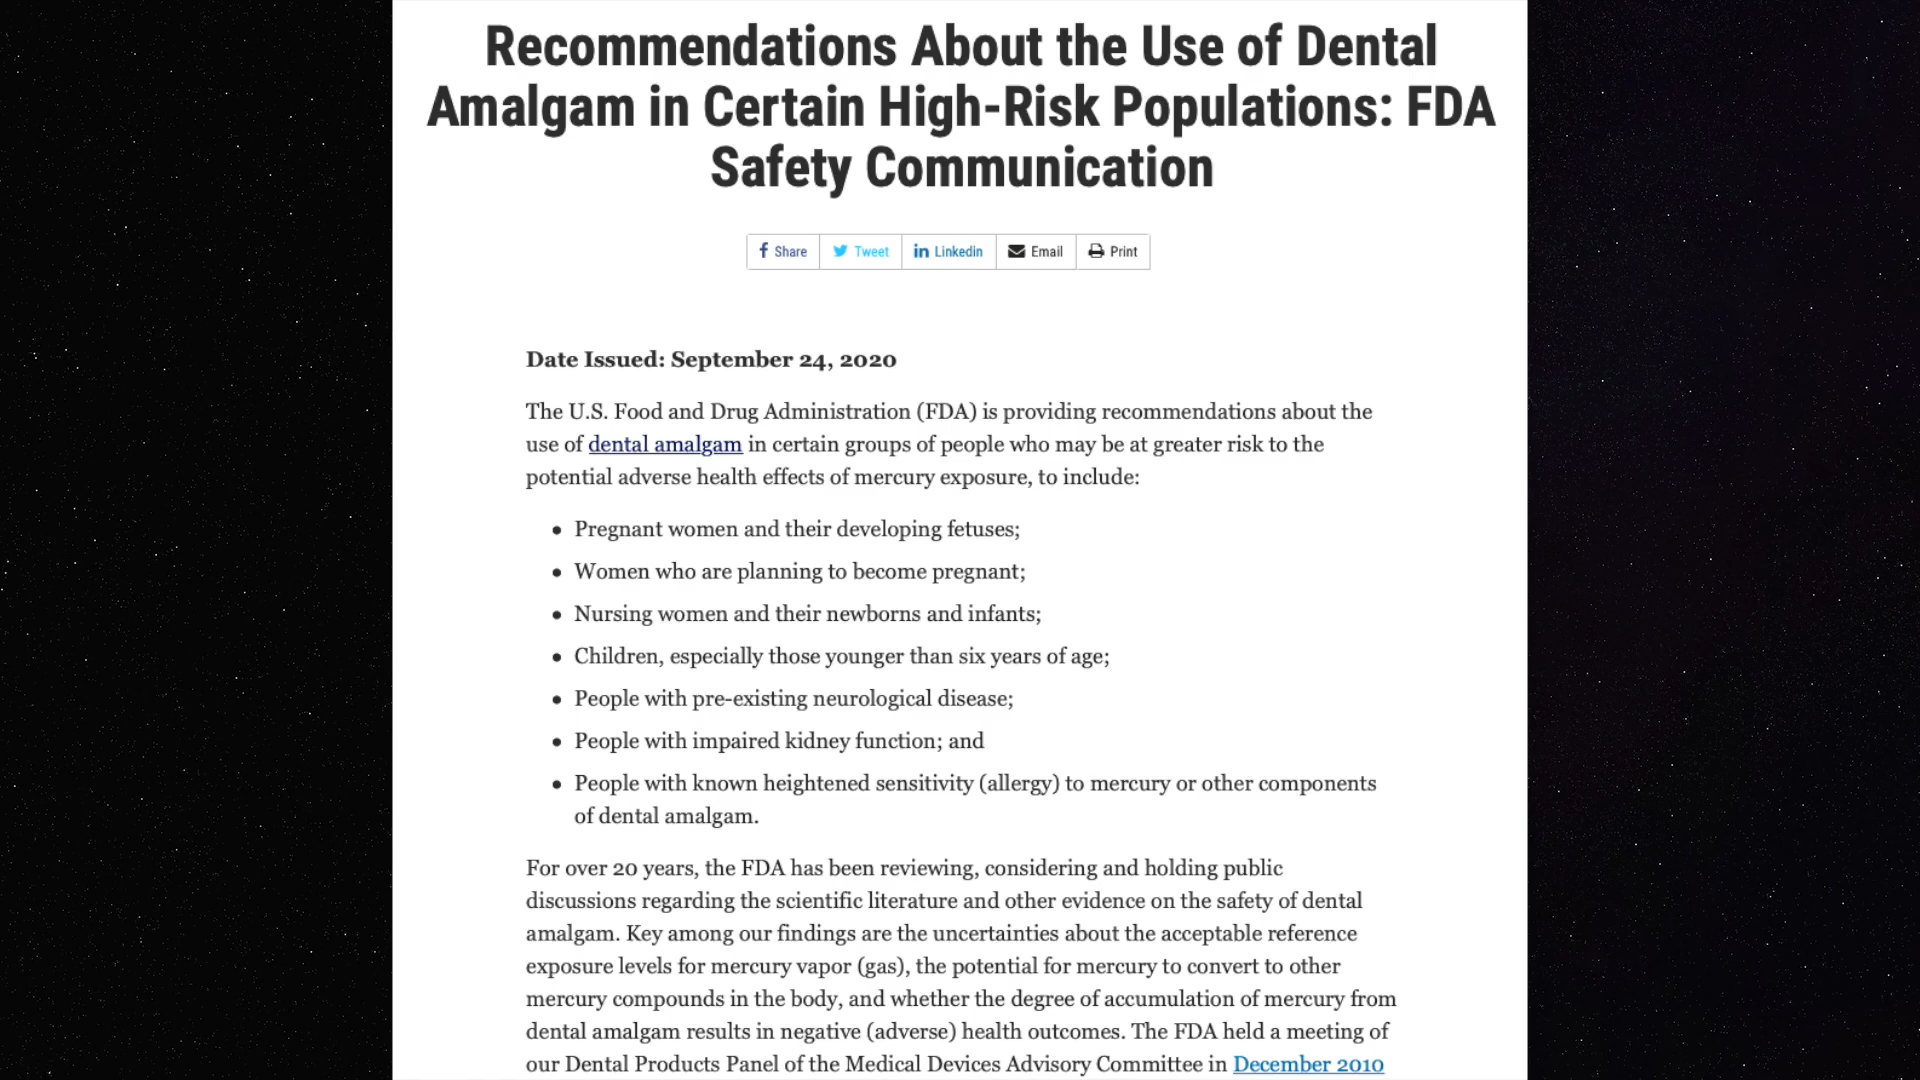 Recommendations About the Use of Dental
Amalgam in Certain High-Risk Populations: FDA
Safety Communication
Share Tweet Linkedin Email Print
Date Issued: September 24, 2020
The U.S. Food and Drug Administration (FDA) is providing recommendations about the
use of dental amalgam in certain groups of people who may be at greater risk to the
potential adverse health effects of mercury exposure, to include:
• Pregnant women and their developing fetuses;
• Women who are planning to become pregnant;
• Nursing women and their newborns and infants;
• Children, especially those younger than six years of age;
• People with pre-existing neurological disease;
• People with impaired kidney function; and
• People with known heightened sensitivity (allergy) to mercury or other components
of dental amalgam.
For over 20 years, the FDA has been reviewing, considering and holding public
discussions regarding the scientific literature and other evidence on the safety of dental
amalgam. Key among our findings are the uncertainties about the acceptable reference
exposure levels for mercury vapor (gas), the potential for mercury to convert to other
mercury compounds in the body, and whether the degree of accumulation of mercury from
dental amalgam results in negative (adverse) health outcomes. The FDA held a meeting of
our Dental Products Panel of the Medical Devices Advisory Committee in December 2010